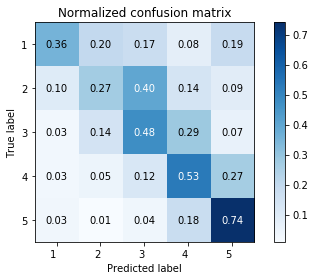 Normalized confusion matrix
1 0.36 0.20 0.17 0.08 0.19
2 0.10 0.27 0.40 0.14 0.09
3 0.03 0.14 0.48 0.29 0.07
4 0.03 0.05 0.12 0.53 0.27
5 0.03 0.01 0.04 0.18 0.74
1 2 3 4 5
True label
Predicted label
0.7
0.6
0.5
0.4
0.3
0.2
0.1